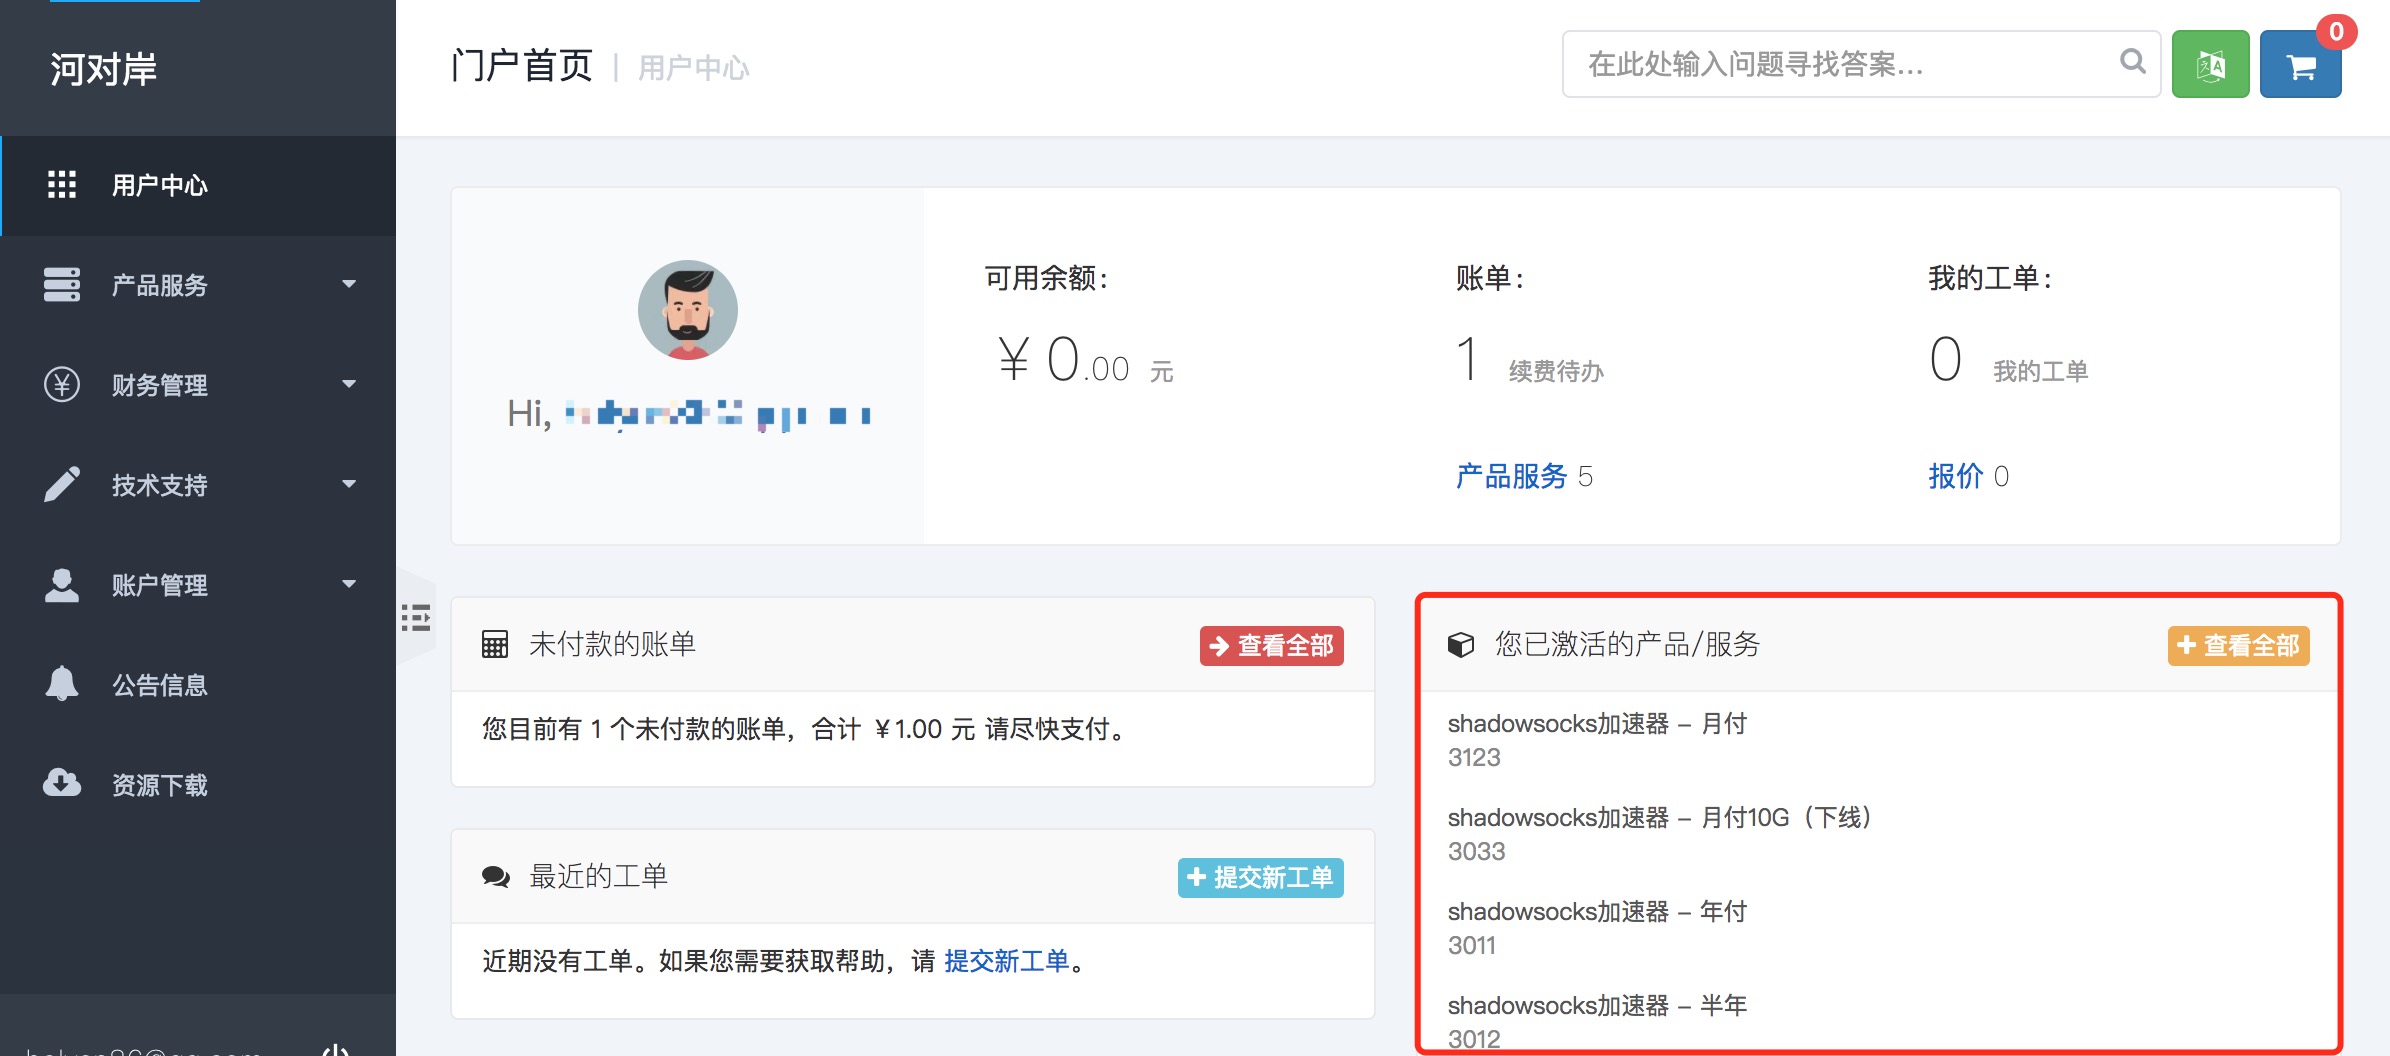 河对岸
用户中心
产品服务
财务管理
技术支持
账户管理
公告信息
资源下载
门户首页 | 用户中心
在此处输入问题寻找答案...
0
Hi,
可用余额：
¥ 0.00 元
账单：
1 续费待办
产品服务 5
我的工单：
0 我的工单
报价 0
未付款的账单
查看全部
您目前有 1 个未付款的账单，合计 ¥1.00 元 请尽快支付。
最近的工单
提交新工单
近期没有工单。如果您需要获取帮助，请 提交新工单。
您已激活的产品/服务
查看全部
shadowsocks加速器 – 月付
3123
shadowsocks加速器 – 月付10G（下线）
3033
shadowsocks加速器 – 年付
3011
shadowsocks加速器 – 半年
3012